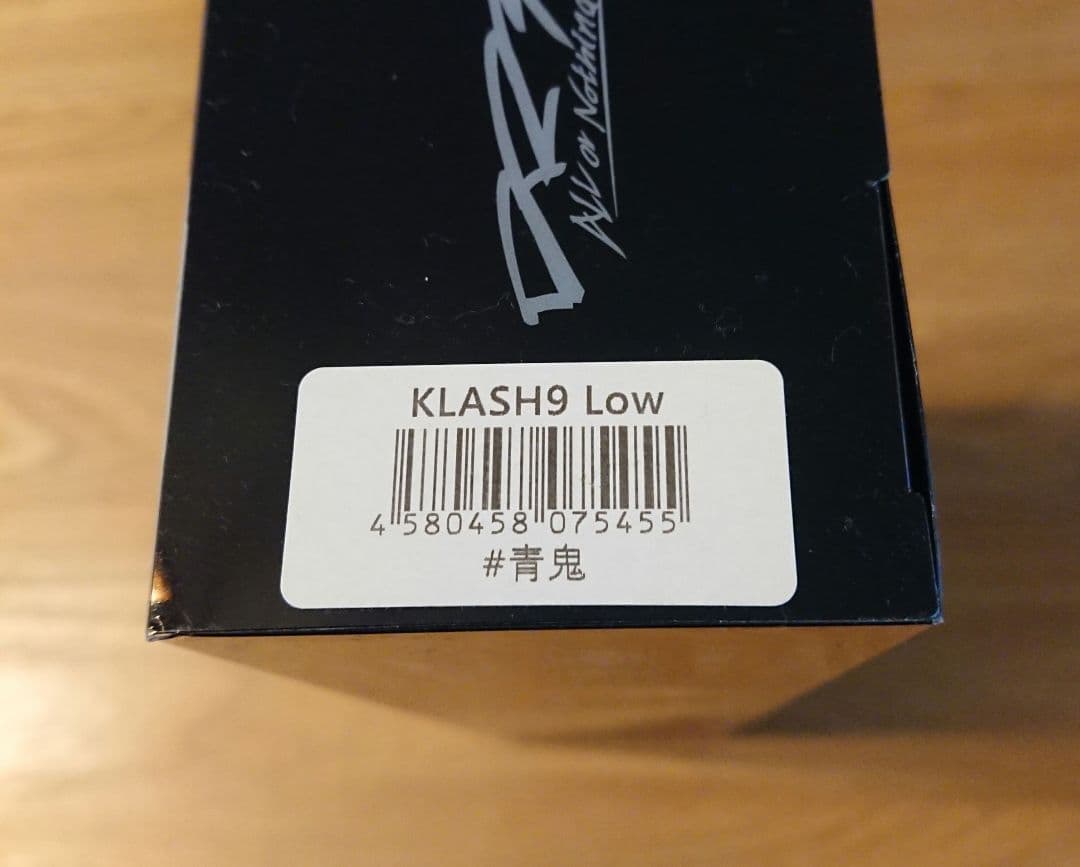 All or Nothing
KLASH9 Low
4 580458 075455
#青鬼